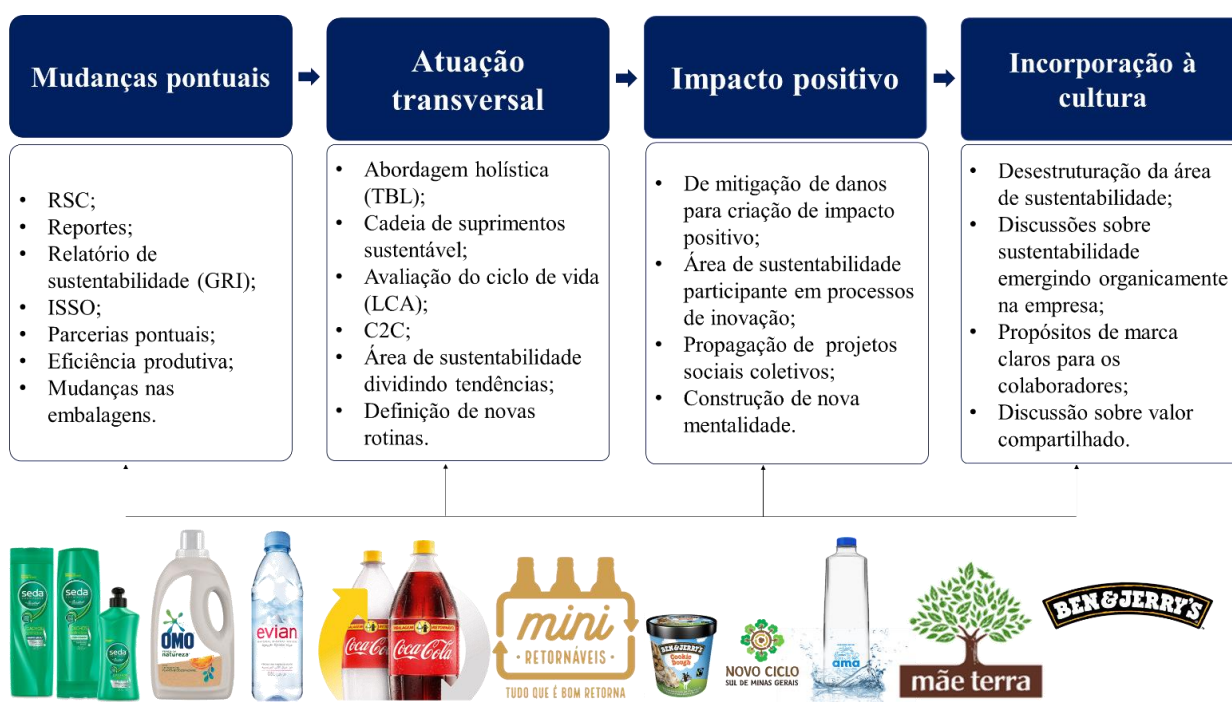 Mudanças pontuais
• RSC;
• Reportes;
• Relatório de
sustentabilidade (GRI);
• ISSO;
• Parcerias pontuais;
• Eficiência produtiva;
• Mudanças nas
embalagens.
Atuação
transversal
• Abordagem holística
(TBL);
• Cadeia de suprimentos
sustentável;
• Avaliação do ciclo de vida
(LCA);
• C2C;
• Área de sustentabilidade
dividindo tendências;
• Definição de novas
rotinas.
Impacto positivo
• De mitigação de danos
para criação de impacto
positivo;
• Área de sustentabilidade
participante em processos
de inovação;
• Propagação de projetos
sociais coletivos;
• Construção de nova
mentalidade.
Incorporação à
cultura
• Desestruturação da área
de sustentabilidade;
• Discussões sobre
sustentabilidade
emergindo organicamente
na empresa;
• Propósitos de marca
claros para os
colaboradores;
• Discussão sobre valor
compartilhado.
seda
seda
seda
OMO
natureza
evian
Coca-Cola
Coca-Cola
mini
• RETORNÁVEIS •
TUDO QUE É BOM RETORNA
BEN & JERRY'S
Cookie
Dough
NOVO CICLO
SUL DE MINAS GERAIS
ama
mãe terra
BEN & JERRY'S